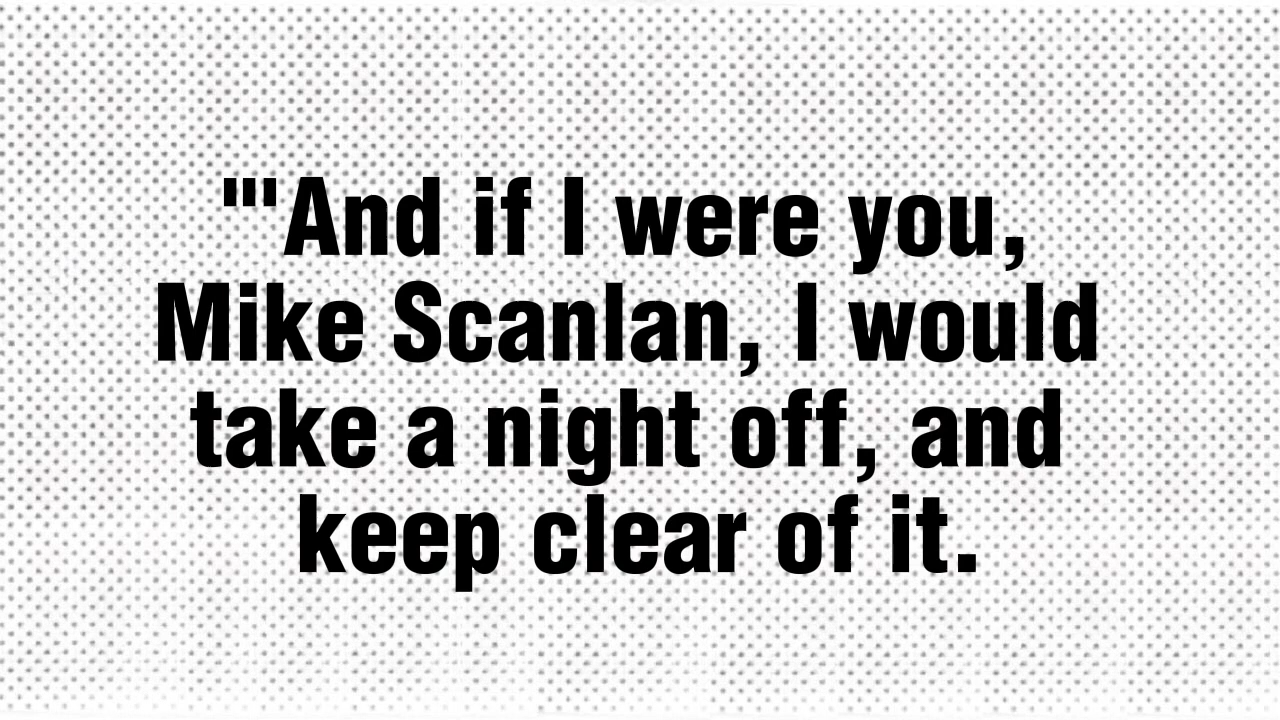 "'And if I were you,
Mike Scanlan, I would
take a night off, and
keep clear of it.